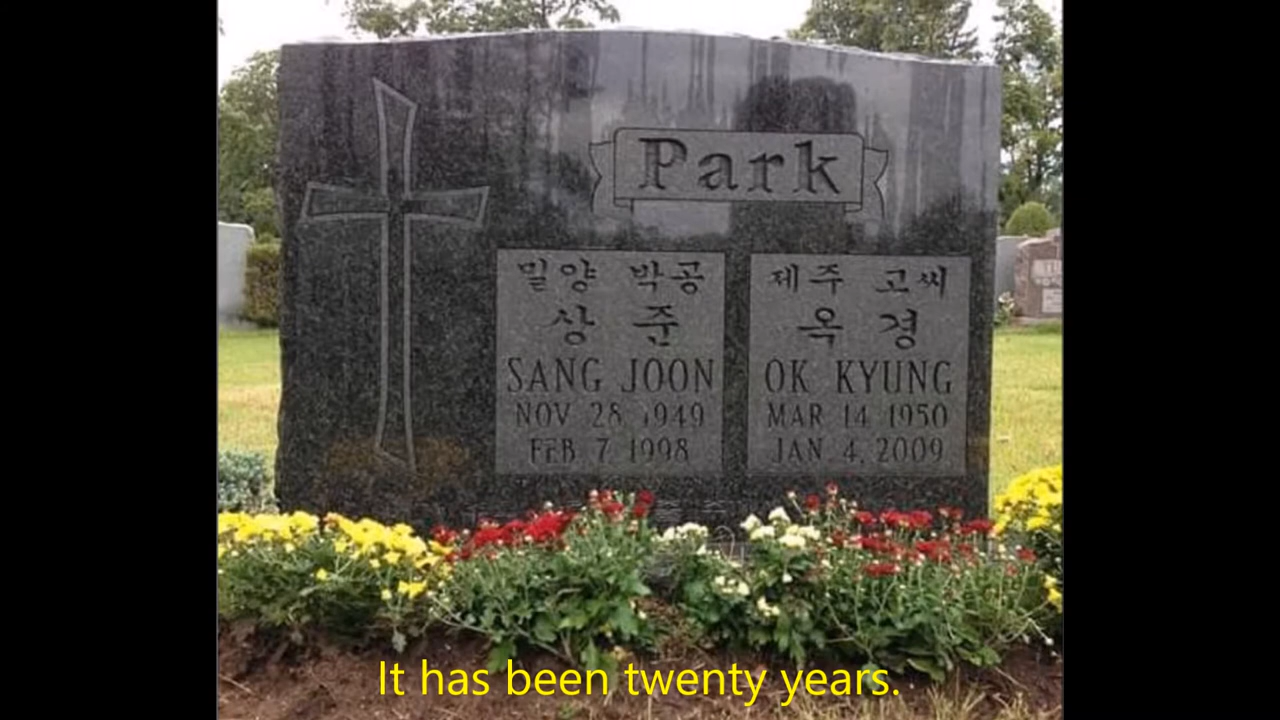 Park
밀양 박공
상 준
SANG JOON
NOV 28 1949
FEB 7 1998
제주 고씨
옥 경
OK KYUNG
MAR 14 1950
JAN 4, 2009
It has been twenty years.